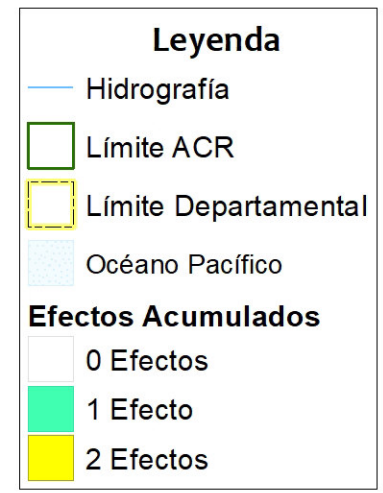 Leyenda
Hidrografía
Límite ACR
Límite Departamental
Océano Pacífico
Efectos Acumulados
0 Efectos
1 Efecto
2 Efectos